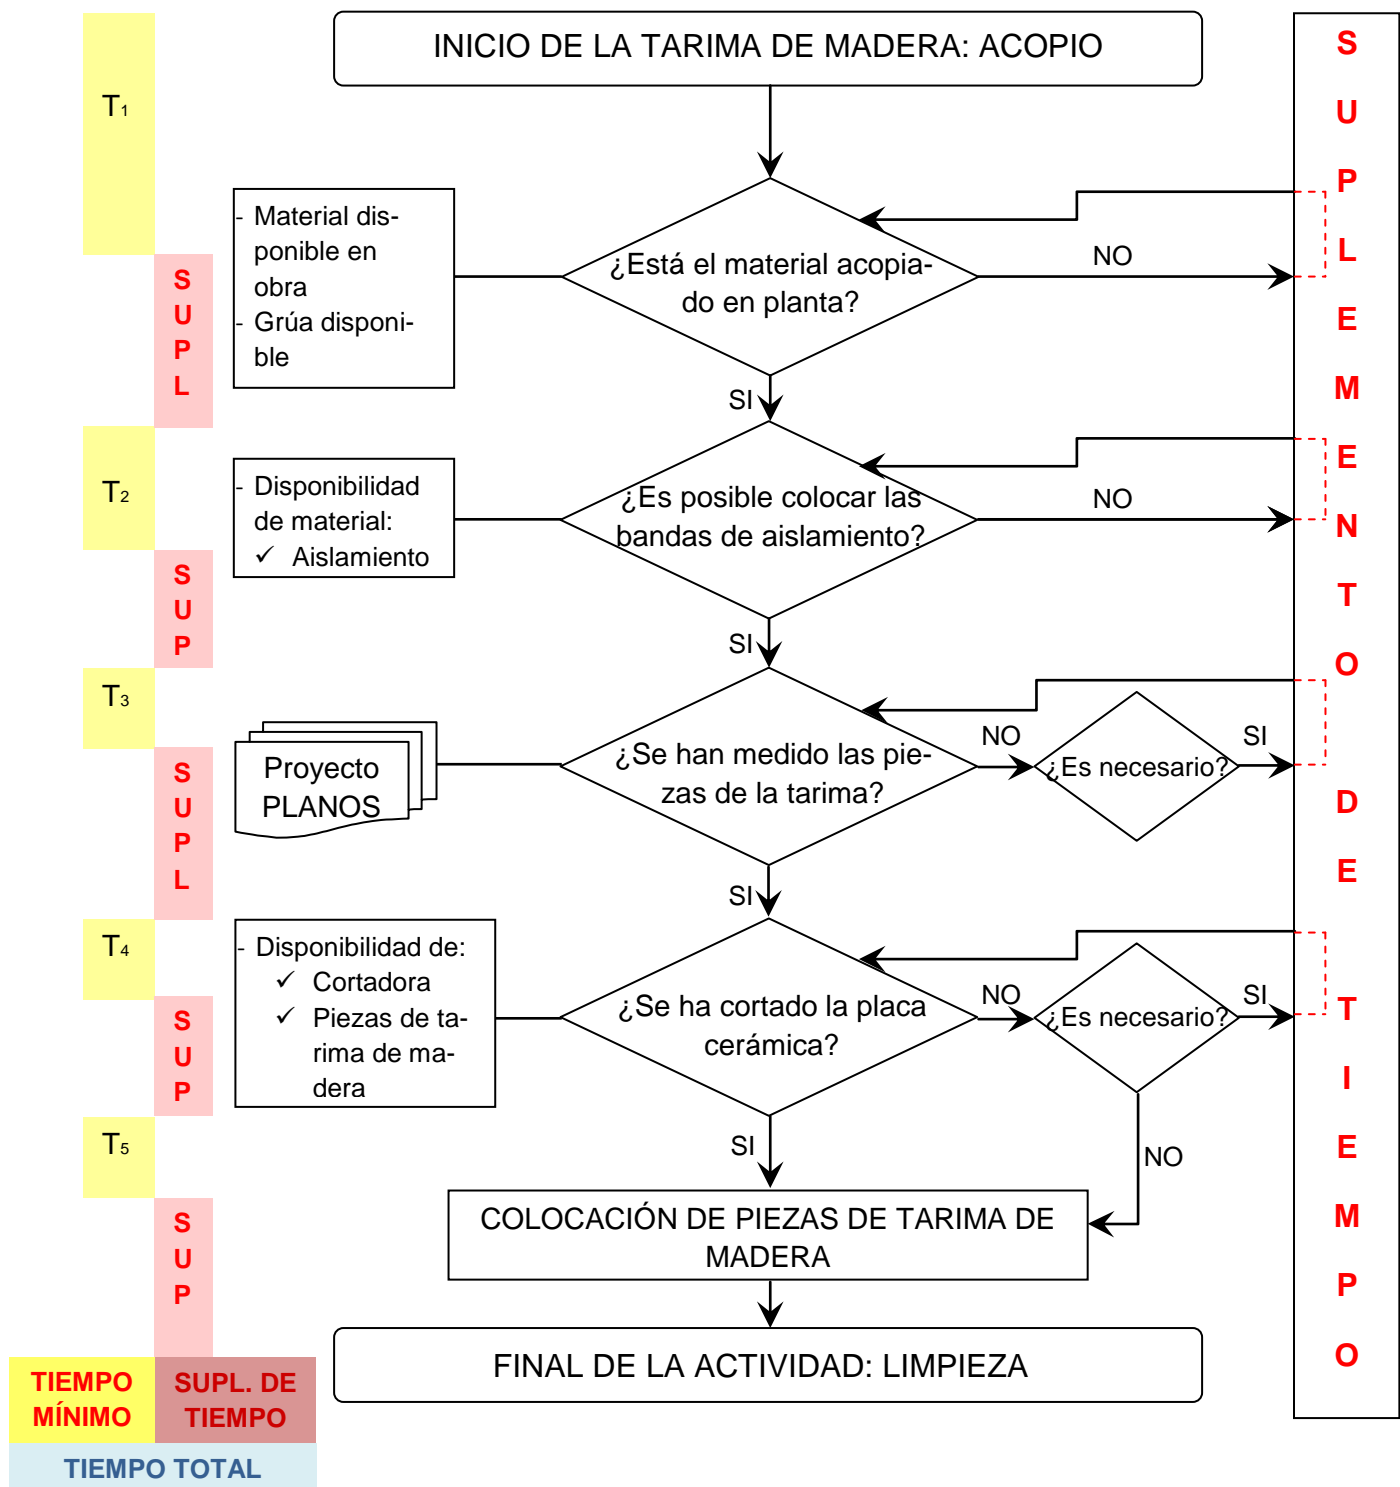 INICIO DE LA TARIMA DE MADERA: ACOPIO
T1
- Material dis-
ponible en
obra
- Grúa disponi-
ble
¿Está el material acopia-
do en planta?
NO
SI
S
U
P
L
T2
- Disponibilidad
de material:
✓ Aislamiento
¿Es posible colocar las
bandas de aislamiento?
NO
SI
S
U
P
T3
Proyecto
PLANOS
¿Se han medido las pie-
zas de la tarima?
NO
¿Es necesario?
SI
SI
S
U
P
L
T4
- Disponibilidad de:
✓ Cortadora
✓ Piezas de ta-
rima de ma-
dera
¿Se ha cortado la placa
cerámica?
NO
¿Es necesario?
SI
SI
NO
S
U
P
T5
COLOCACIÓN DE PIEZAS DE TARIMA DE
MADERA
S
U
P
FINAL DE LA ACTIVIDAD: LIMPIEZA
TIEMPO
MÍNIMO
SUPL. DE
TIEMPO
TIEMPO TOTAL
S
U
P
L
E
M
E
N
T
O
D
E
T
I
E
M
P
O